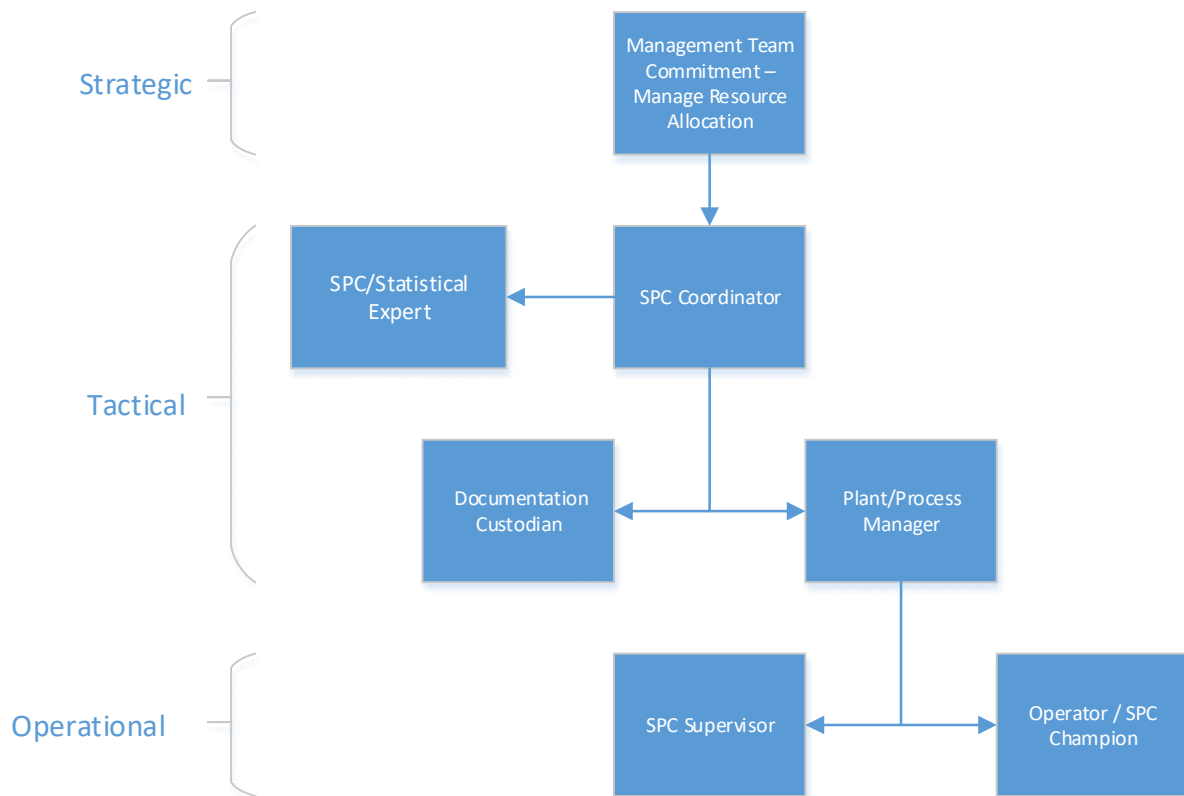 Strategic
Management Team
Commitment –
Manage Resource
Allocation
SPC/Statistical
Expert
SPC Coordinator
Tactical
Documentation
Custodian
Plant/Process
Manager
Operational
SPC Supervisor
Operator / SPC
Champion